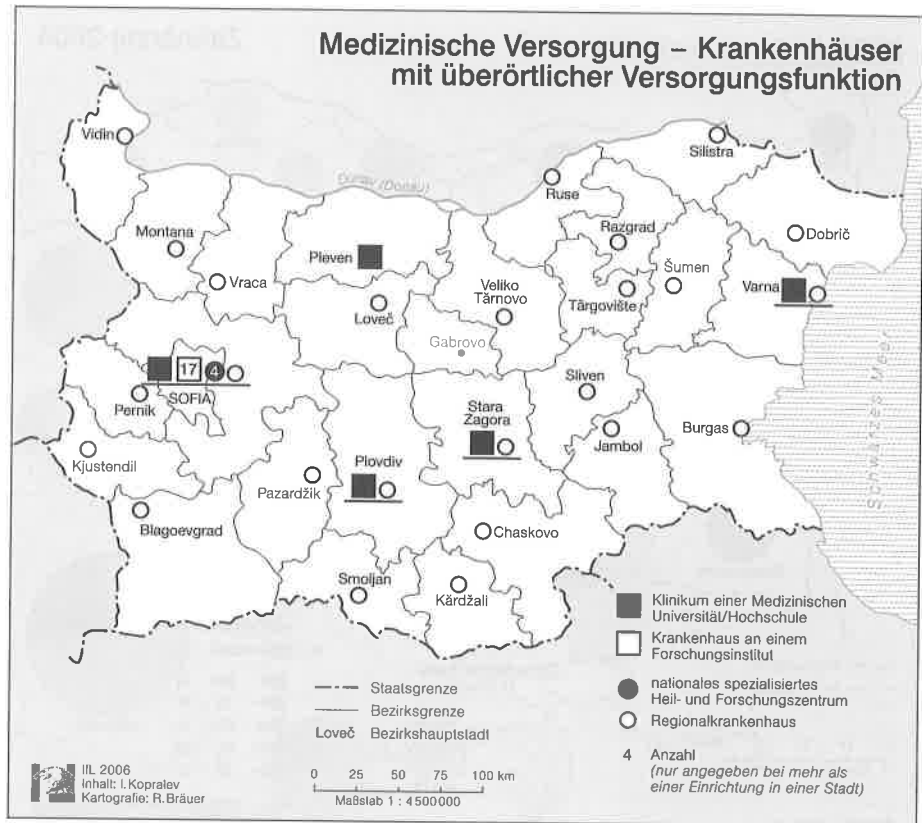 Medizinische Versorgung – Krankenhäuser
mit überörtlicher Versorgungsfunktion
Vidin
Silistra
Dunav (Donau)
Ruse
Montana
Razgrad
Dobrič
Pleven
Vraca
Šumen
Veliko
Tărnovo
Tărgovište
Varna
Loveč
Gabrovo
17
4
SOFIA
Pernik
Sliven
Stara
Zagora
Burgas
Jambol
Kjustendil
Plovdiv
Pazardžik
Schwarzes Meer
Blagoevgrad
Chaskovo
Smoljan
Kărdžali
Klinikum einer Medizinischen
Universität/Hochschule
Krankenhaus an einem
Forschungsinstitut
nationales spezialisiertes
Heil- und Forschungszentrum
Regionalkrankenhaus
4 Anzahl
(nur angegeben bei mehr als
einer Einrichtung in einer Stadt)
Staatsgrenze
Bezirksgrenze
Loveč Bezirkshauptstadt
IfL 2006
Inhalt: I. Kopralev
Kartografie: R. Bräuer
0 25 50 75 100 km
Maßstab 1 : 4500000